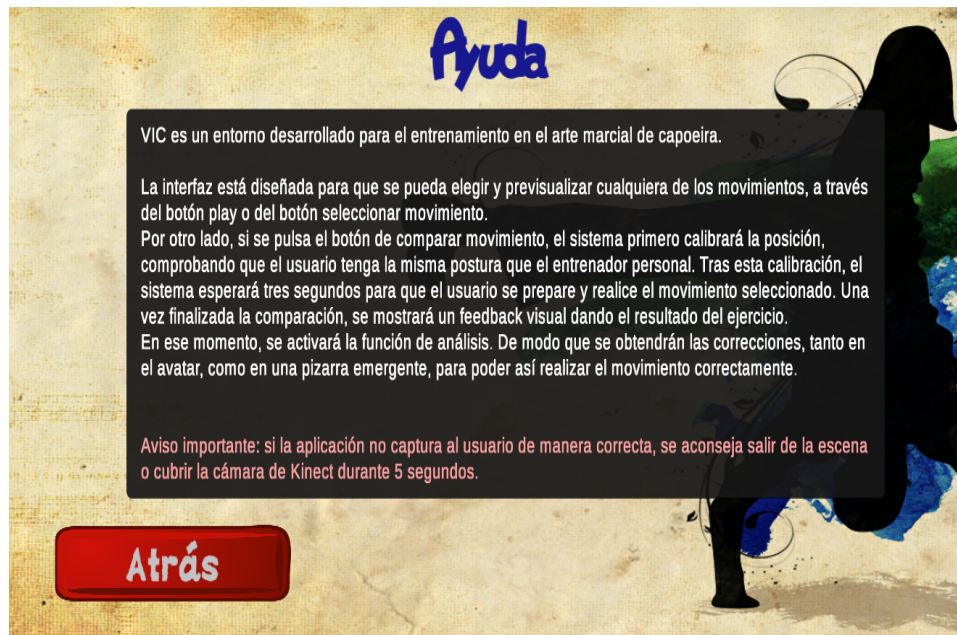 Ayuda
VIC es un entorno desarrollado para el entrenamiento en el arte marcial de capoeira.
La interfaz está diseñada para que se pueda elegir y previsualizar cualquiera de los movimientos, a través
del botón play o del botón seleccionar movimiento.
Por otro lado, si se pulsa el botón de comparar movimiento, el sistema primero calibrará la posición,
comprobando que el usuario tenga la misma postura que el entrenador personal. Tras esta calibración, el
sistema esperará tres segundos para que el usuario se prepare y realice el movimiento seleccionado. Una
vez finalizada la comparación, se mostrará un feedback visual dando el resultado del ejercicio.
En ese momento, se activará la función de análisis. De modo que se obtendrán las correcciones, tanto en
el avatar, como en una pizarra emergente, para poder así realizar el movimiento correctamente.
Aviso importante: si la aplicación no captura al usuario de manera correcta, se aconseja salir de la escena
o cubrir la cámara de Kinect durante 5 segundos.
Atrás